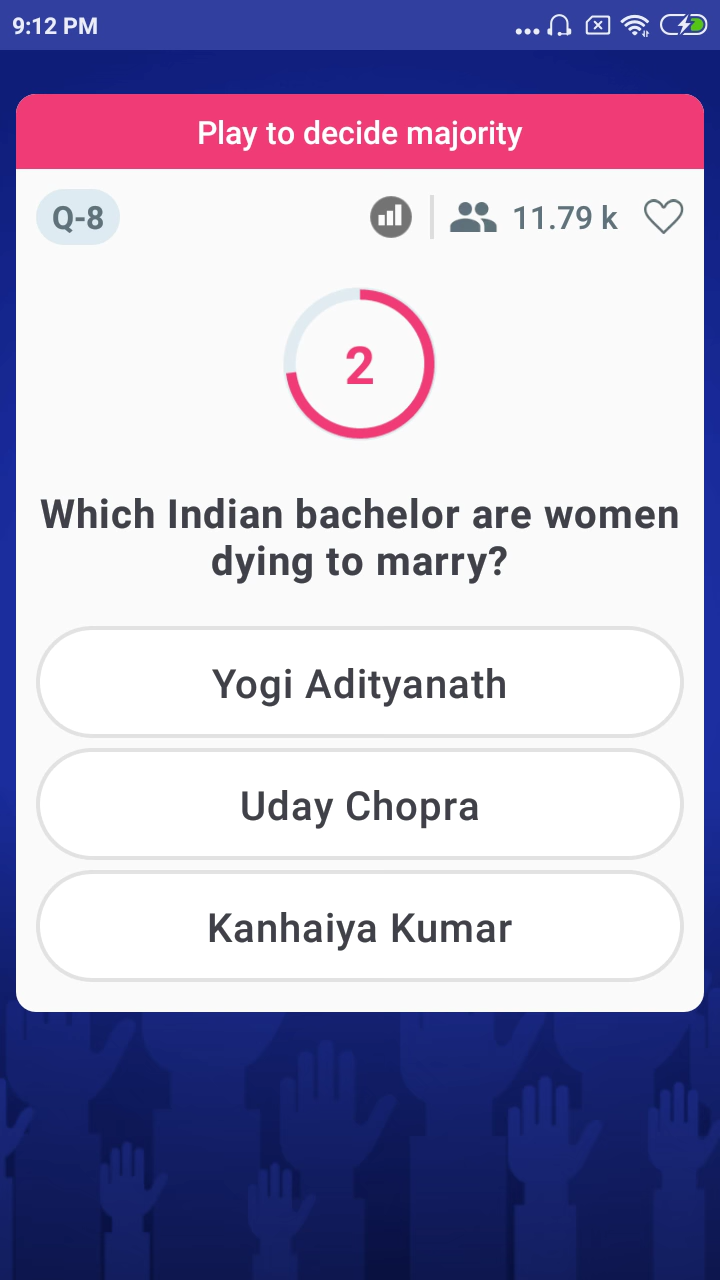 9:12 PM
Play to decide majority
Q-8
11.79 k
2
Which Indian bachelor are women
dying to marry?
Yogi Adityanath
Uday Chopra
Kanhaiya Kumar